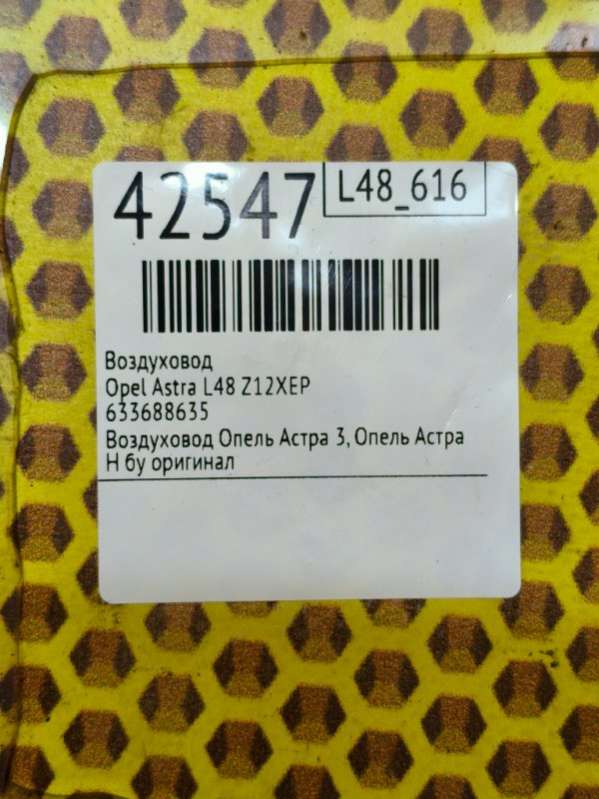 42547
L48_616
Воздуховод
Opel Astra L48 Z12XEP
633688635
Воздуховод Опель Астра 3, Опель Астра
Н бу оригинал